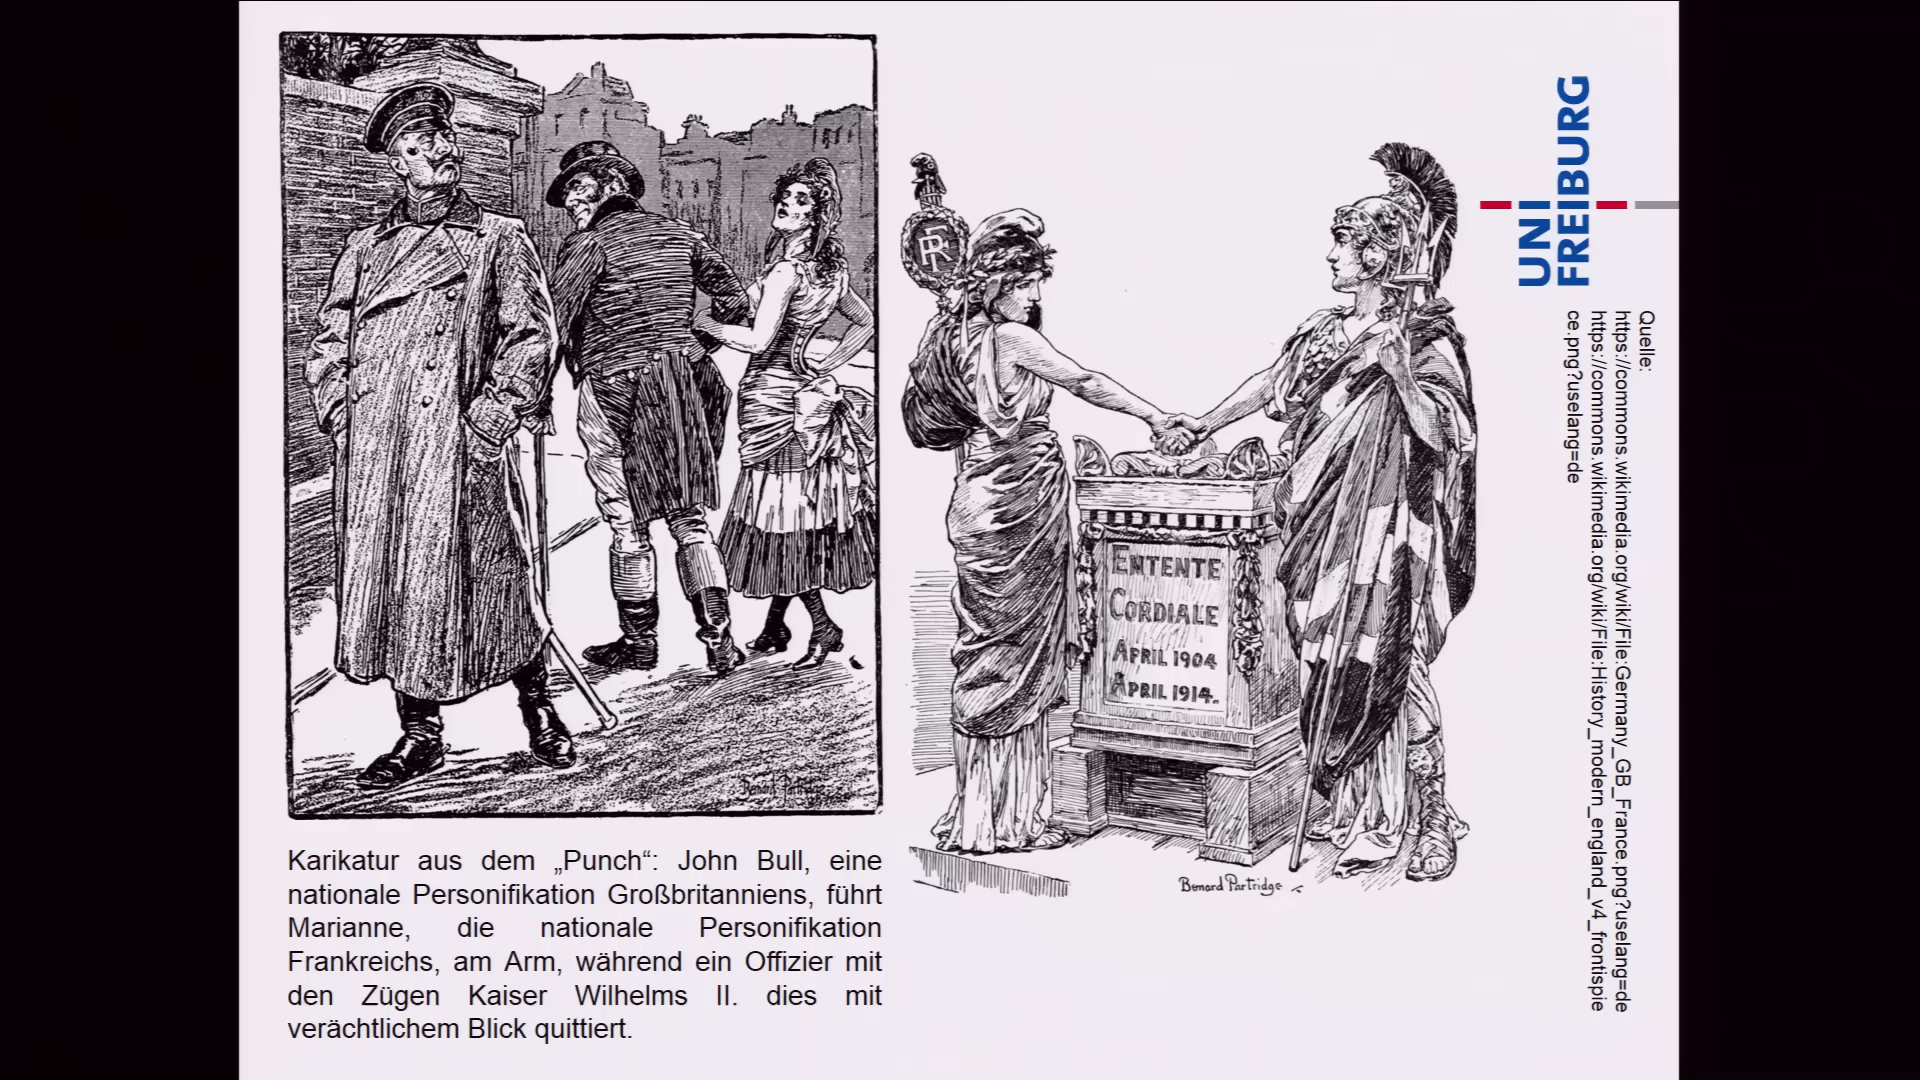 Bernard Partridge
Karikatur aus dem „Punch“: John Bull, eine
nationale Personifikation Großbritanniens, führt
Marianne, die nationale Personifikation
Frankreichs, am Arm, während ein Offizier mit
den Zügen Kaiser Wilhelms II. dies mit
verächtlichem Blick quittiert.
RF
ENTENTE
CORDIALE
APRIL 1904
APRIL 1914.
Bernard Partridge
UNI
FREIBURG
Quelle:
https://commons.wikimedia.org/wiki/File:Germany_GB_France.png?uselang=de
https://commons.wikimedia.org/wiki/File:History_modern_england_v4_frontispie
ce.png?uselang=de